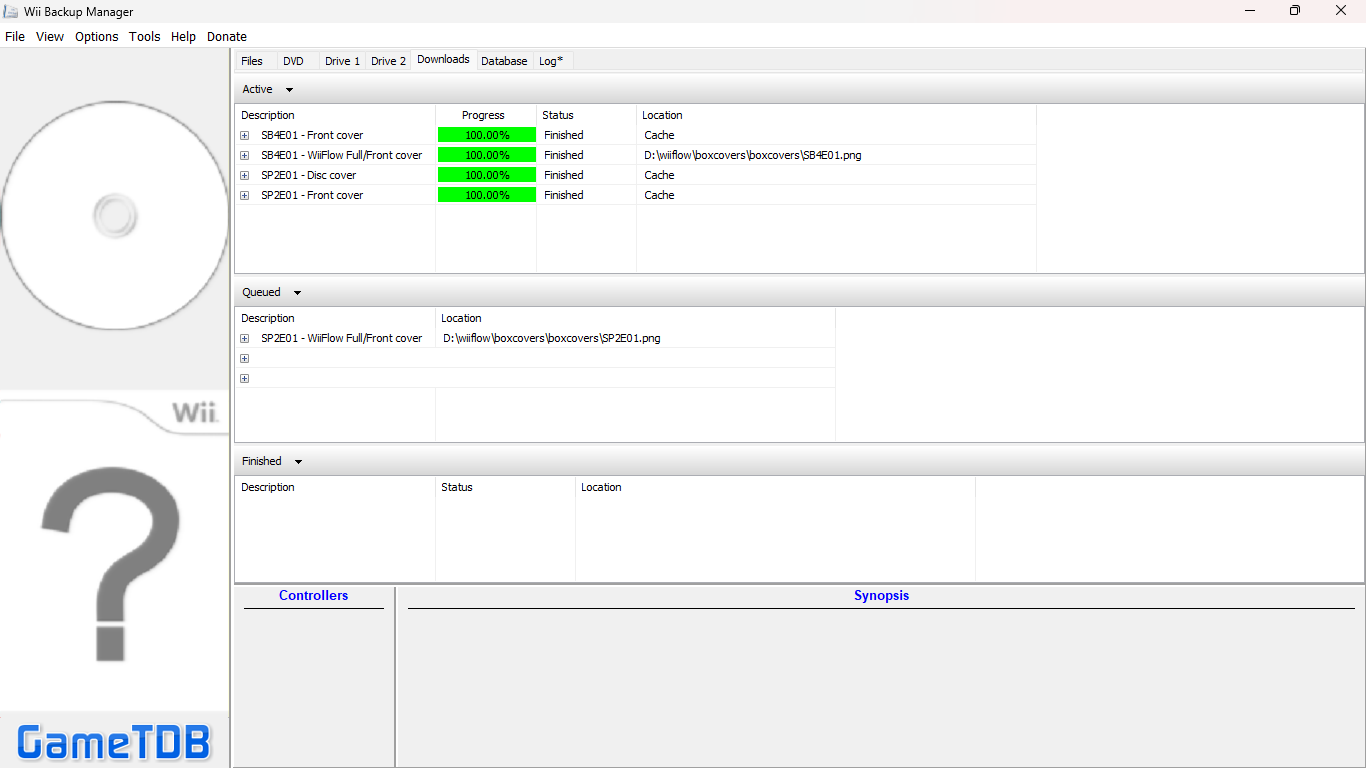 Wii Backup Manager
File View Options Tools Help Donate
Files DVD Drive 1 Drive 2 Downloads Database Log*
Active
Description Progress Status Location
SB4E01 - Front cover 100.00% Finished Cache
SB4E01 - WiiFlow Full/Front cover 100.00% Finished D:\wiiflow\boxcovers\boxcovers\SB4E01.png
SP2E01 - Disc cover 100.00% Finished Cache
SP2E01 - Front cover 100.00% Finished Cache
Queued
Description Location
SP2E01 - WiiFlow Full/Front cover D:\wiiflow\boxcovers\boxcovers\SP2E01.png
Finished
Description Status Location
Controllers Synopsis
Wii
?
GameTDB